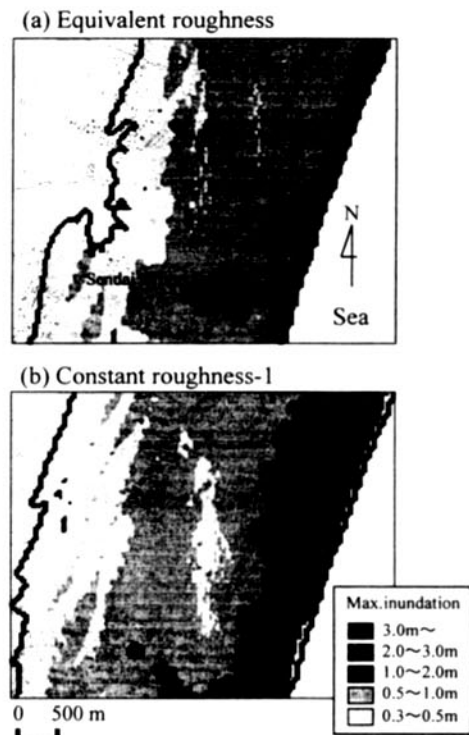 (a) Equivalent roughness
N
Sendai
Sea
(b) Constant roughness-1
Max.inundation
3.0m～
2.0～3.0m
1.0～2.0m
0.5～1.0m
0.3～0.5m
0 500 m